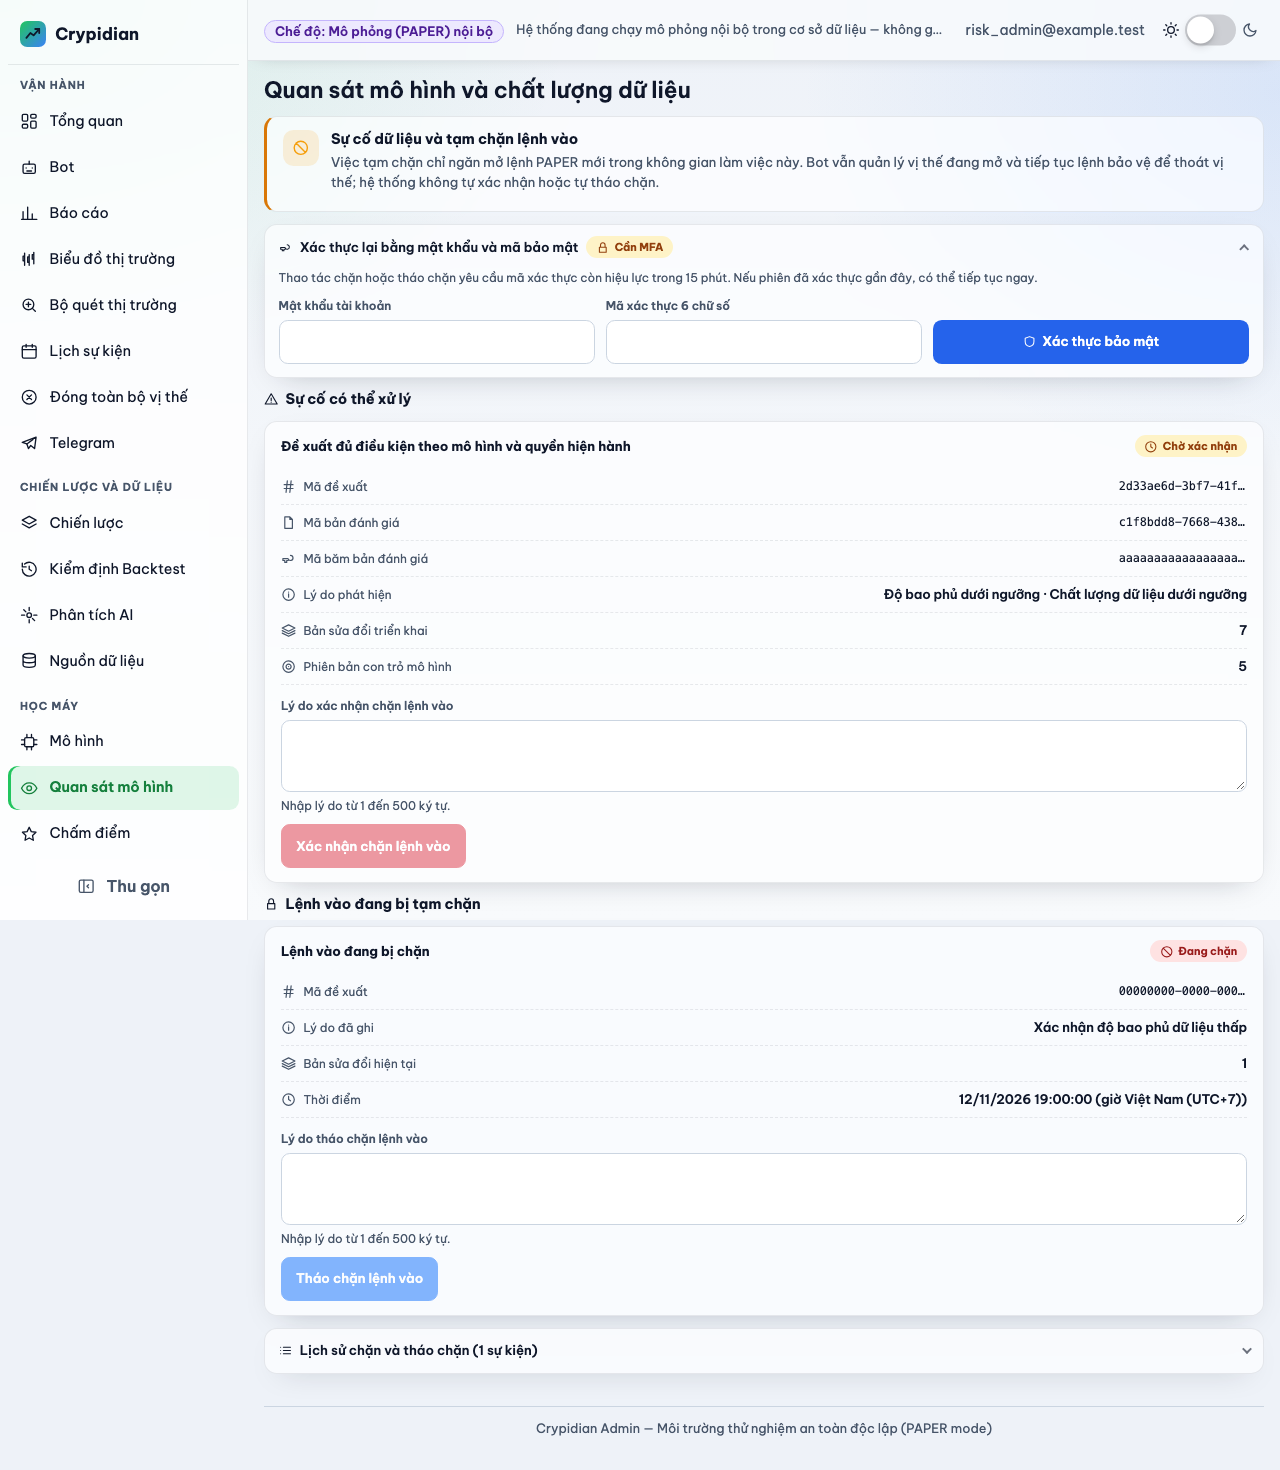 Crypidian
VẬN HÀNH
Tổng quan
Bot
Báo cáo
Biểu đồ thị trường
Bộ quét thị trường
Lịch sự kiện
Đóng toàn bộ vị thế
Telegram
CHIẾN LƯỢC VÀ DỮ LIỆU
Chiến lược
Kiểm định Backtest
Phân tích AI
Nguồn dữ liệu
HỌC MÁY
Mô hình
Quan sát mô hình
Chấm điểm
Thu gọn
Chế độ: Mô phỏng (PAPER) nội bộ
Hệ thống đang chạy mô phỏng nội bộ trong cơ sở dữ liệu — không g...
risk_admin@example.test
Quan sát mô hình và chất lượng dữ liệu
Sự cố dữ liệu và tạm chặn lệnh vào
Việc tạm chặn chỉ ngăn mở lệnh PAPER mới trong không gian làm việc này. Bot vẫn quản lý vị thế đang mở và tiếp tục lệnh bảo vệ để thoát vị
thế; hệ thống không tự xác nhận hoặc tự tháo chặn.
Xác thực lại bằng mật khẩu và mã bảo mật
Cần MFA
Thao tác chặn hoặc tháo chặn yêu cầu mã xác thực còn hiệu lực trong 15 phút. Nếu phiên đã xác thực gần đây, có thể tiếp tục ngay.
Mật khẩu tài khoản
Mã xác thực 6 chữ số
Xác thực bảo mật
Sự cố có thể xử lý
Đề xuất đủ điều kiện theo mô hình và quyền hiện hành
Chờ xác nhận
Mã đề xuất
2d33ae6d-3bf7-41f…
Mã bản đánh giá
c1f8bdd8-7668-438…
Mã băm bản đánh giá
aaaaaaaaaaaaaaaaa…
Lý do phát hiện
Độ bao phủ dưới ngưỡng · Chất lượng dữ liệu dưới ngưỡng
Bản sửa đổi triển khai
7
Phiên bản con trỏ mô hình
5
Lý do xác nhận chặn lệnh vào
Nhập lý do từ 1 đến 500 ký tự.
Xác nhận chặn lệnh vào
Lệnh vào đang bị tạm chặn
Lệnh vào đang bị chặn
Đang chặn
Mã đề xuất
00000000-0000-000…
Lý do đã ghi
Xác nhận độ bao phủ dữ liệu thấp
Bản sửa đổi hiện tại
1
Thời điểm
12/11/2026 19:00:00 (giờ Việt Nam (UTC+7))
Lý do tháo chặn lệnh vào
Nhập lý do từ 1 đến 500 ký tự.
Tháo chặn lệnh vào
Lịch sử chặn và tháo chặn (1 sự kiện)
Crypidian Admin — Môi trường thử nghiệm an toàn độc lập (PAPER mode)